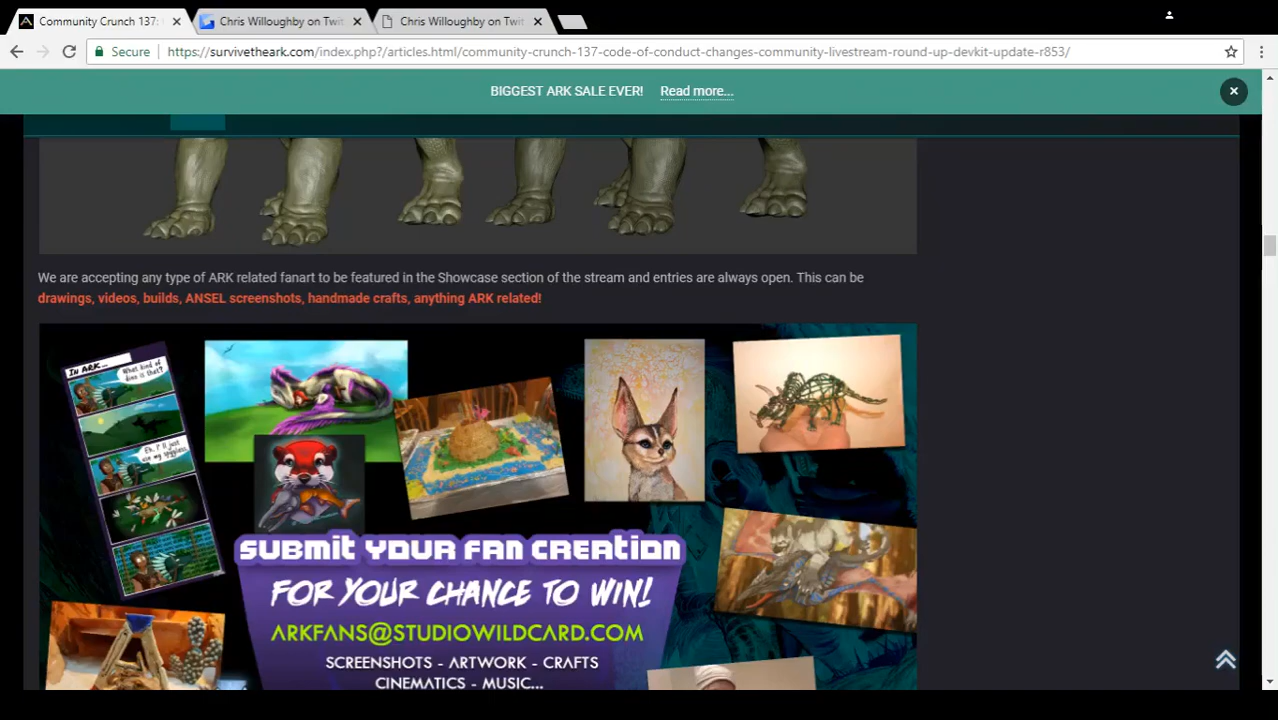 Community Crunch 137:
Chris Willoughby on Twit
Chris Willoughby on Twit
Secure
https://survivetheark.com/index.php?/articles.html/community-crunch-137-code-of-conduct-changes-community-livestream-round-up-devkit-update-r853/
BIGGEST ARK SALE EVER! Read more...
We are accepting any type of ARK related fanart to be featured in the Showcase section of the stream and entries are always open. This can be
drawings, videos, builds, ANSEL screenshots, handmade crafts, anything ARK related!
IN ARK...
What kind of
dino is that?
SUBMIT YOUR FAN CREATION
FOR YOUR CHANCE TO WIN!
ARKFANS@STUDIOWILDCARD.COM
SCREENSHOTS - ARTWORK - CRAFTS
CINEMATICS - MUSIC...